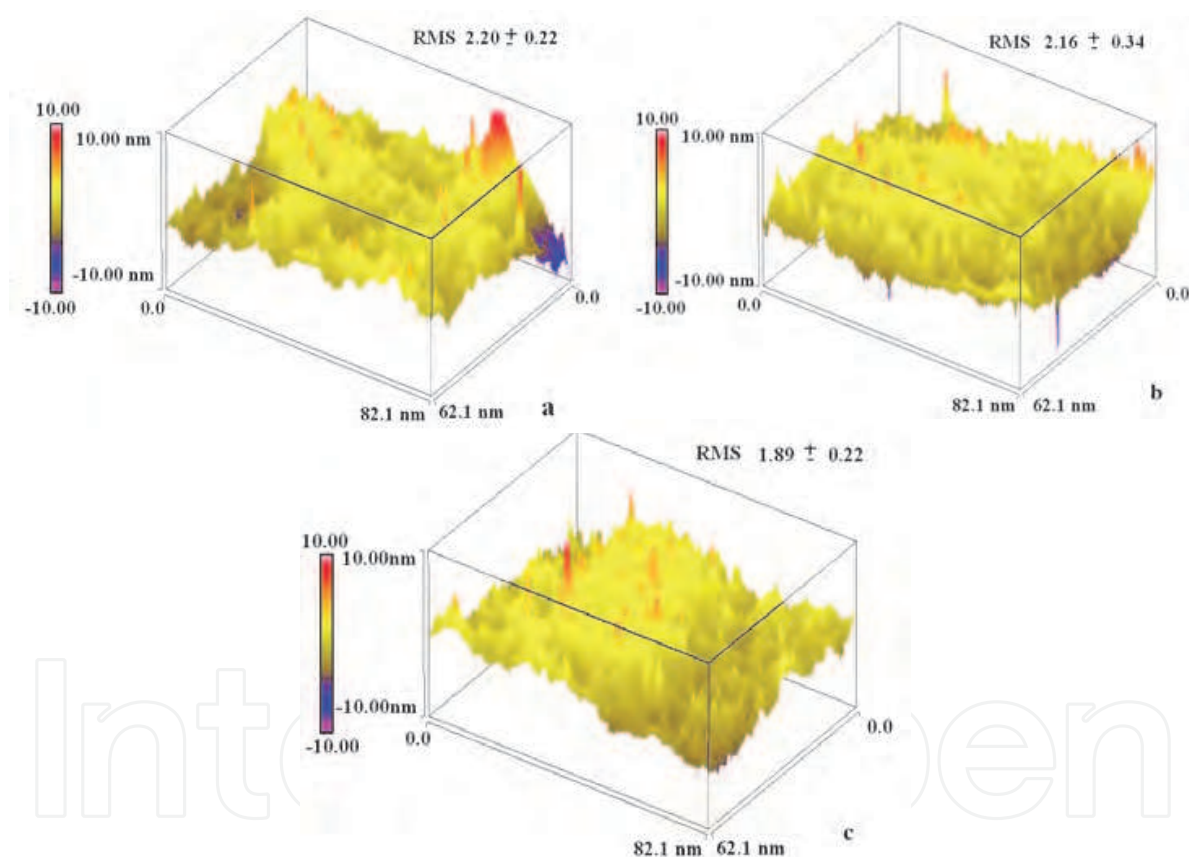 RMS 2.20 ± 0.22
10.00
10.00 nm
-10.00 nm
-10.00
0.0
0.0
82.1 nm
62.1 nm
a
RMS 2.16 ± 0.34
10.00
10.00 nm
-10.00 nm
-10.00
0.0
0.0
82.1 nm
62.1 nm
b
RMS 1.89 ± 0.22
10.00
10.00nm
-10.00nm
-10.00
0.0
0.0
82.1 nm
62.1 nm
c